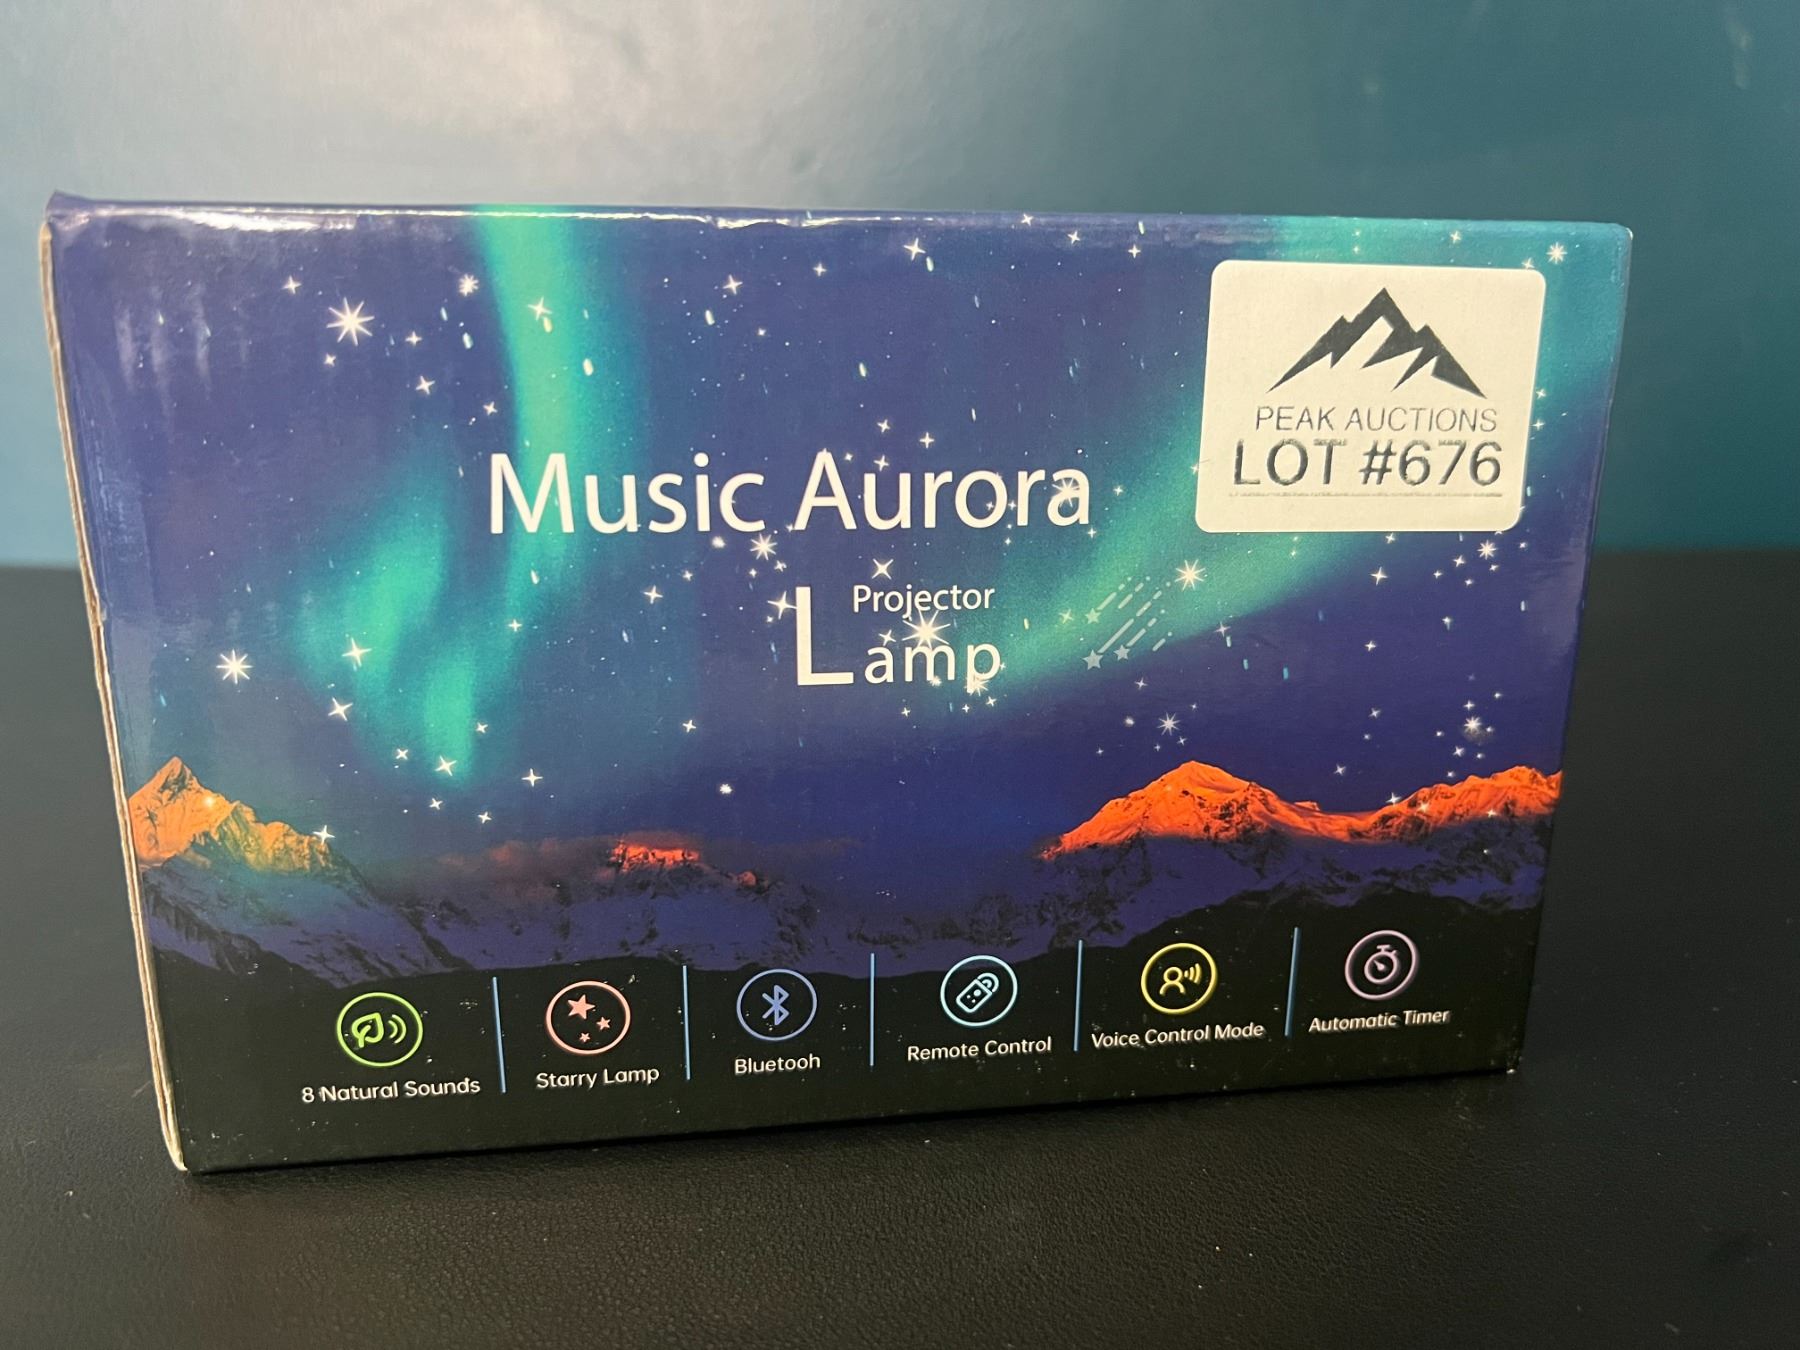 PEAK AUCTIONS
LOT #676
Music Aurora
Projector
Lamp
8 Natural Sounds
Starry Lamp
Bluetooh
Remote Control
Voice Control Mode
Automatic Timer